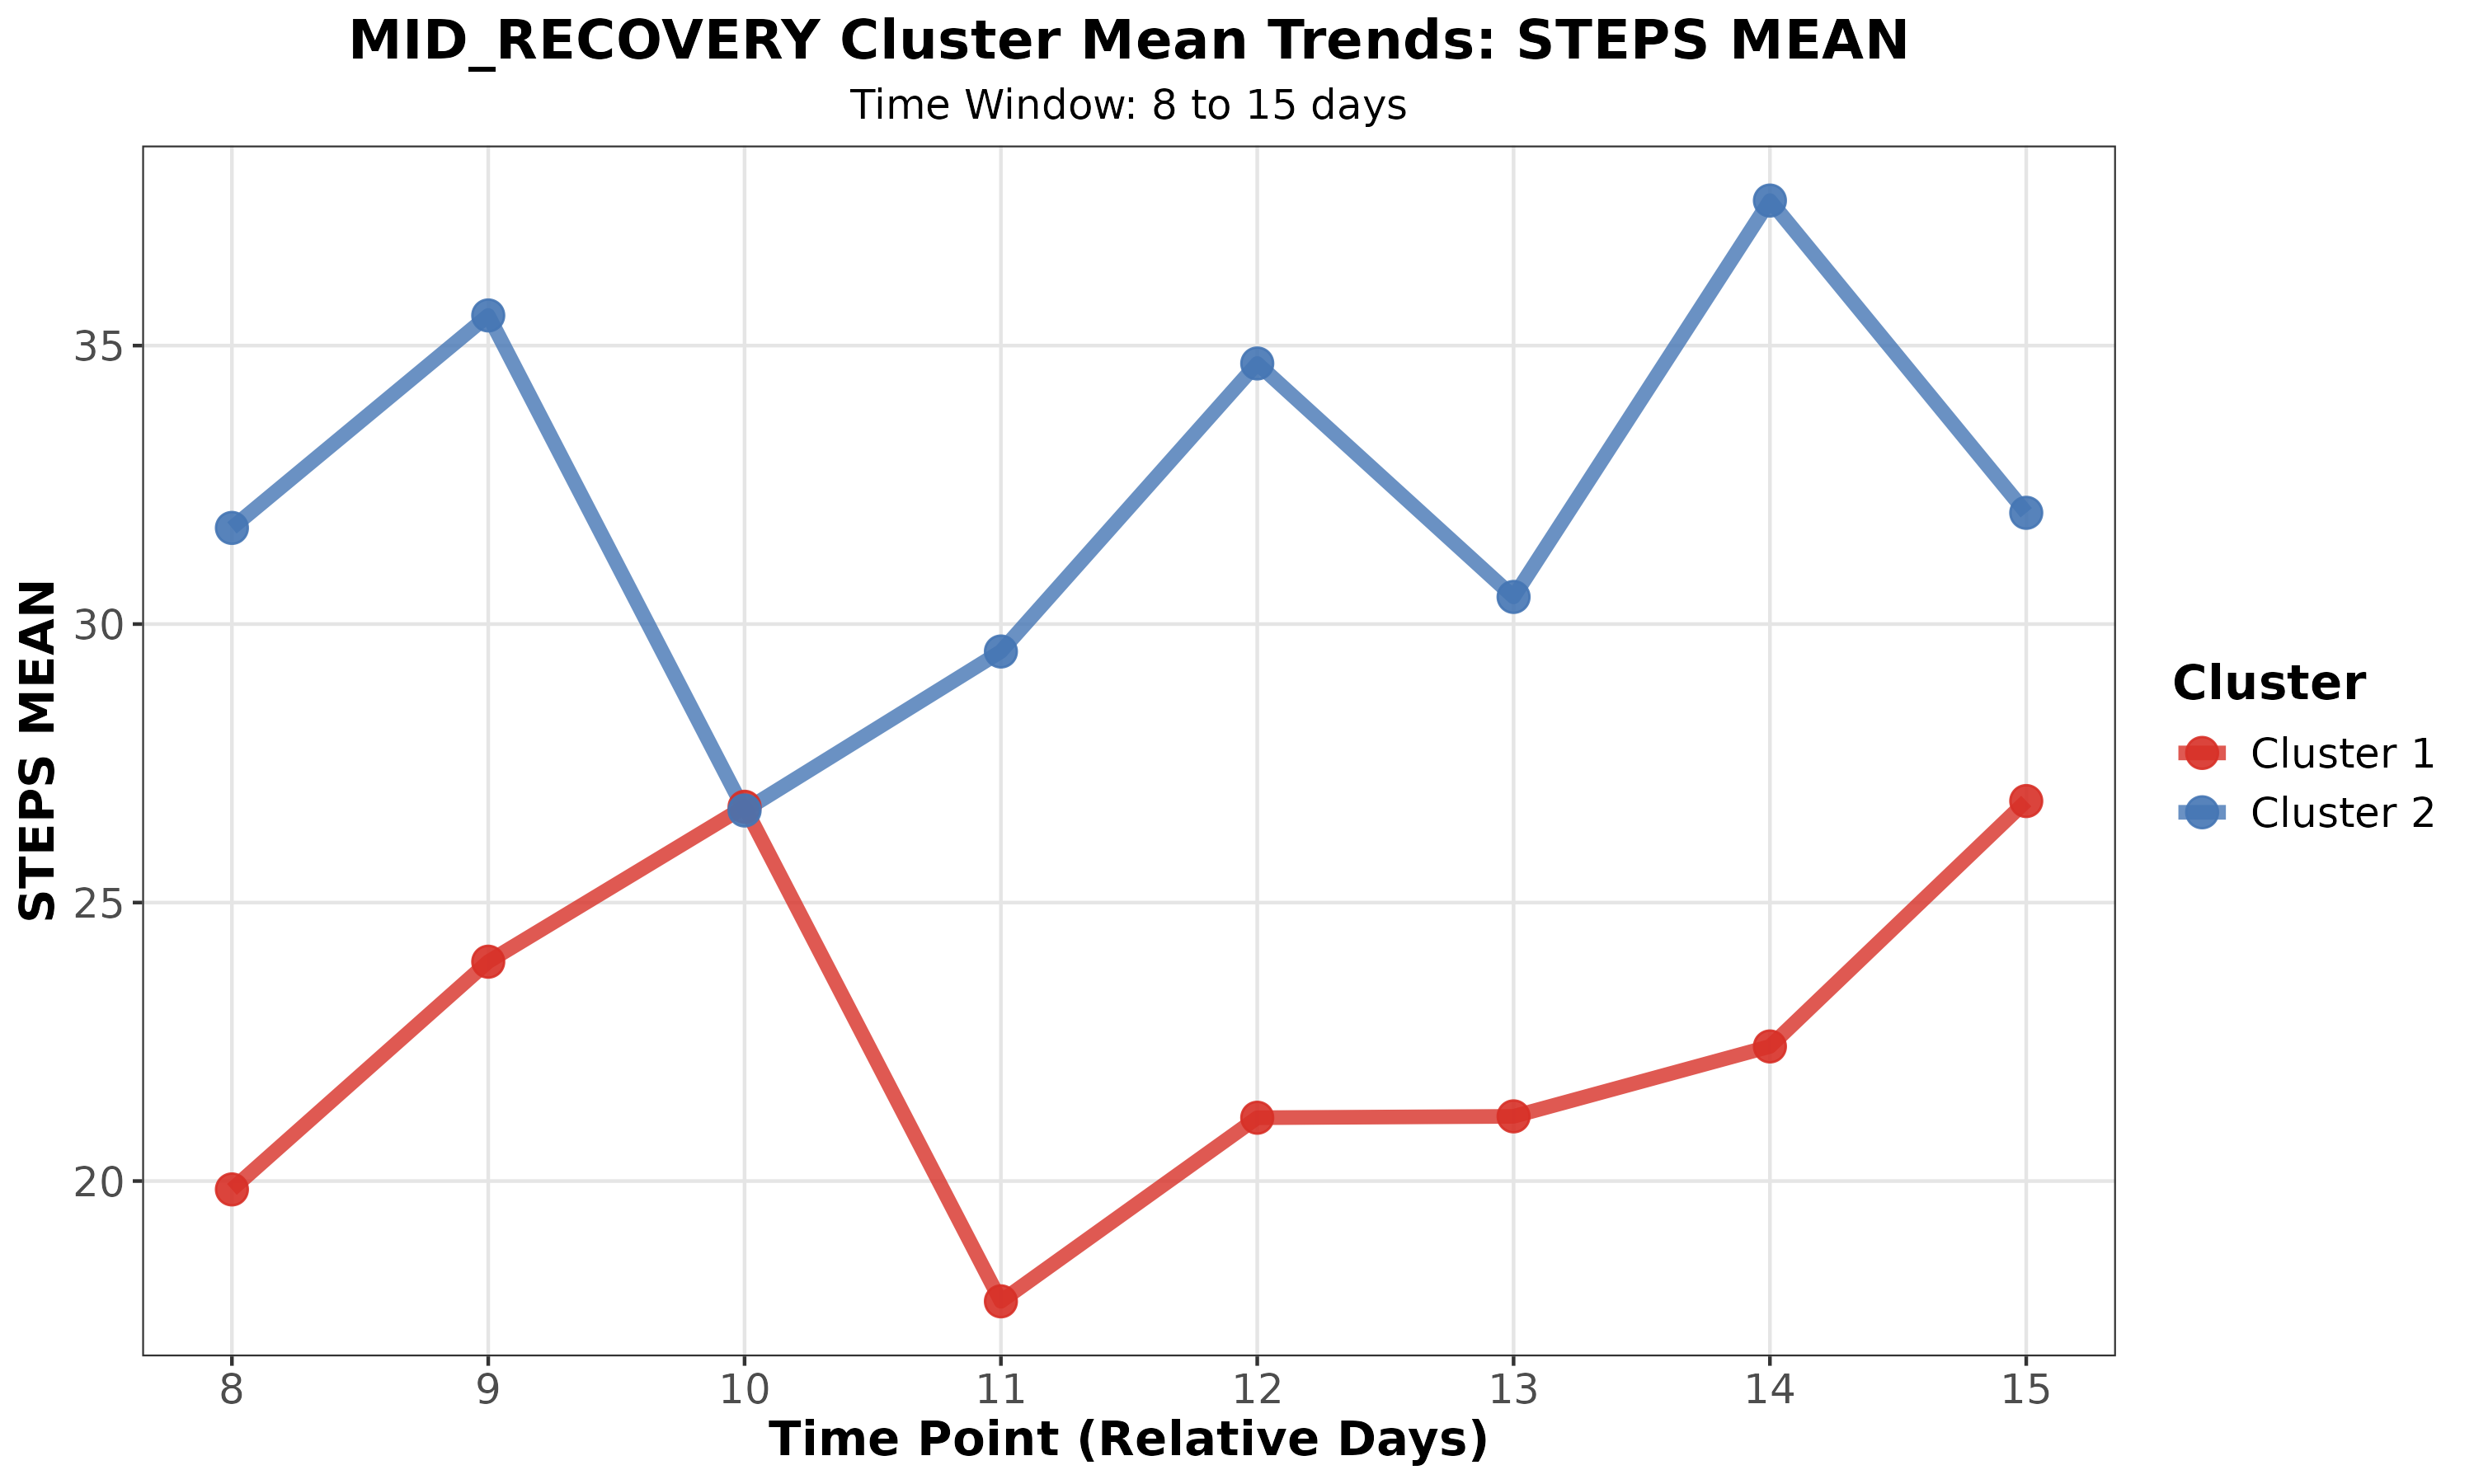 MID_RECOVERY Cluster Mean Trends: STEPS MEAN
Time Window: 8 to 15 days
STEPS MEAN
35
30
25
20
8 9 10 11 12 13 14 15
Time Point (Relative Days)
Cluster
Cluster 1
Cluster 2